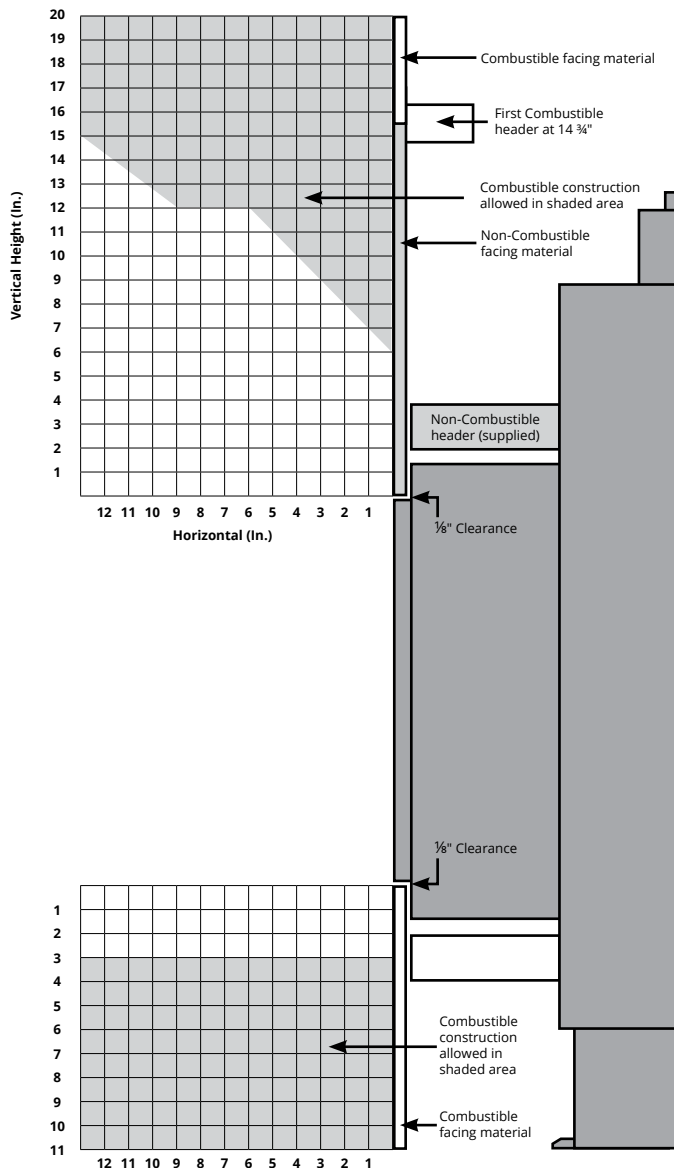 20
19
18
17
16
15
14
13
12
11
10
9
8
7
6
5
4
3
2
1
Vertical Height (In.)
12 11 10 9 8 7 6 5 4 3 2 1
Horizontal (In.)
Combustible facing material
First Combustible
header at 14 ¾"
Combustible construction
allowed in shaded area
Non-Combustible
facing material
Non-Combustible
header (supplied)
⅛" Clearance
⅛" Clearance
1
2
3
4
5
6
7
8
9
10
11
12 11 10 9 8 7 6 5 4 3 2 1
Combustible
construction
allowed in
shaded area
Combustible
facing material